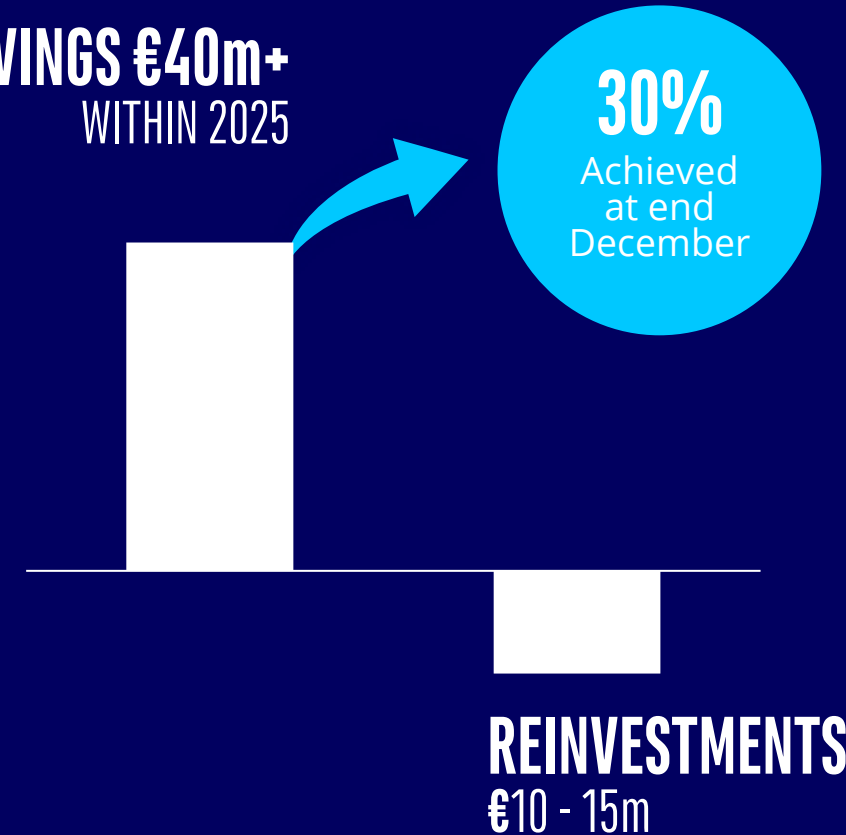 VINGS €40m+
WITHIN 2025
30%
Achieved
at end
December
REINVESTMENTS
€10 - 15m